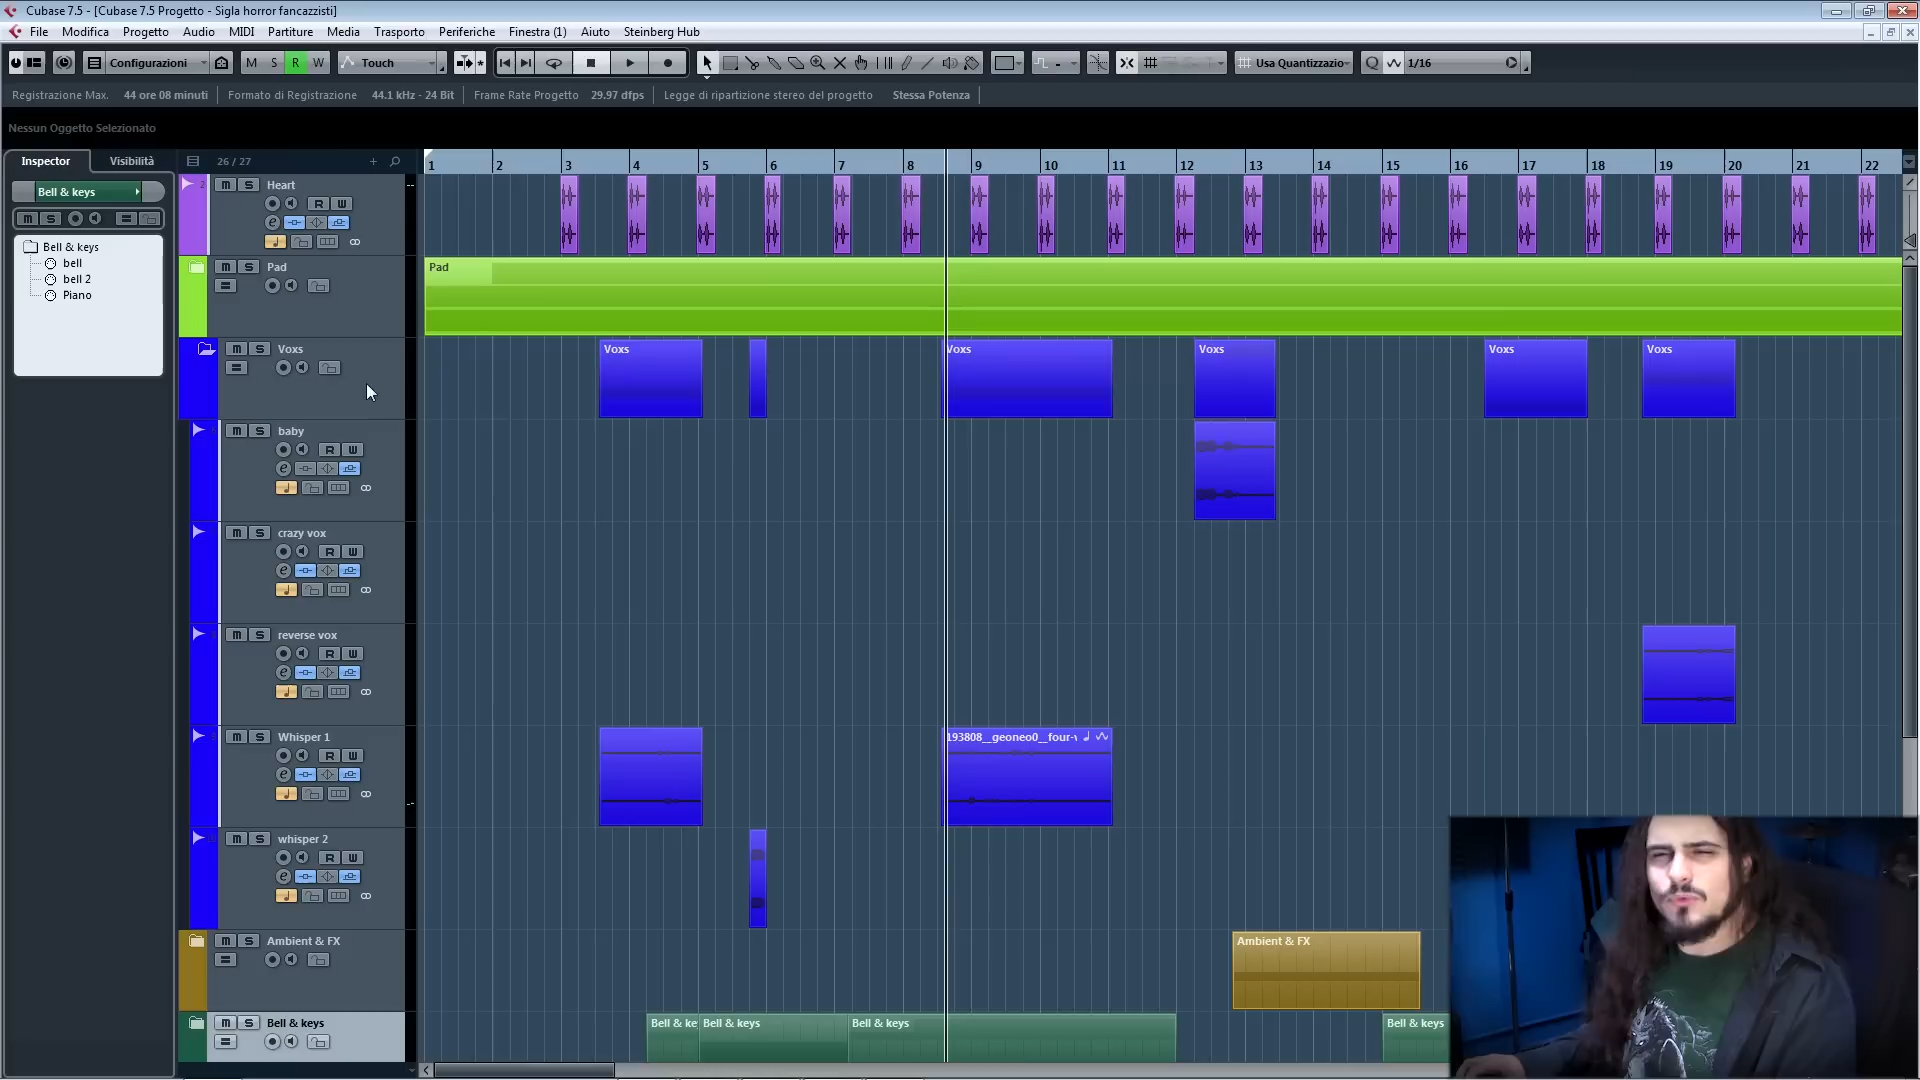 Cubase 7.5 - [Cubase 7.5 Progetto - Sigla horror fancazzisti]
File Modifica Progetto Audio MIDI Partiture Media Trasporto Periferiche Finestra (1) Aiuto Steinberg Hub
Configurazioni M S R W Touch Usa Quantizzazio Q 1/16
Registrazione Max. 44 ore 08 minuti Formato di Registrazione 44.1 kHz - 24 Bit Frame Rate Progetto 29.97 dfps Legge di ripartizione stereo del progetto Stessa Potenza
Nessun Oggetto Selezionato
Inspector Visibilità 26 / 27 1 2 3 4 5 6 7 8 9 10 11 12 13 14 15 16 17 18 19 20 21 22
Bell & keys
m S
Bell & keys
bell
bell 2
Piano
m S Heart
R W
e
m S Pad
Pad
m S Voxs
Voxs Voxs Voxs Voxs Voxs
m S baby
R W
e
m S crazy vox
R W
e
m S reverse vox
R W
e
m S Whisper 1
193808__geoneo0__four-
R W
e
m S whisper 2
R W
e
m S Ambient & FX
Ambient & FX
m S Bell & keys
Bell & ke Bell & keys Bell & keys Bell & keys